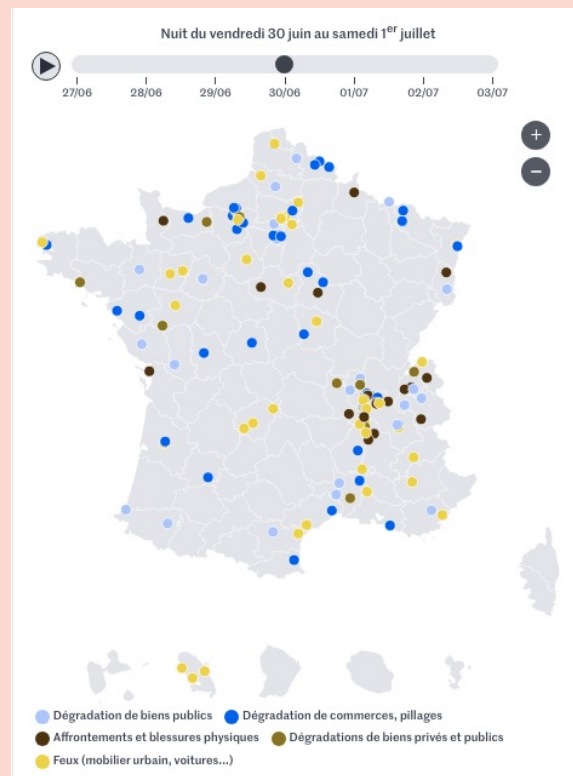 Nuit du vendredi 30 juin au samedi 1er juillet
27/06 28/06 29/06 30/06 01/07 02/07 03/07
+
−
Dégradation de biens publics Dégradation de commerces, pillages
Affrontements et blessures physiques Dégradations de biens privés et publics
Feux (mobilier urbain, voitures...)